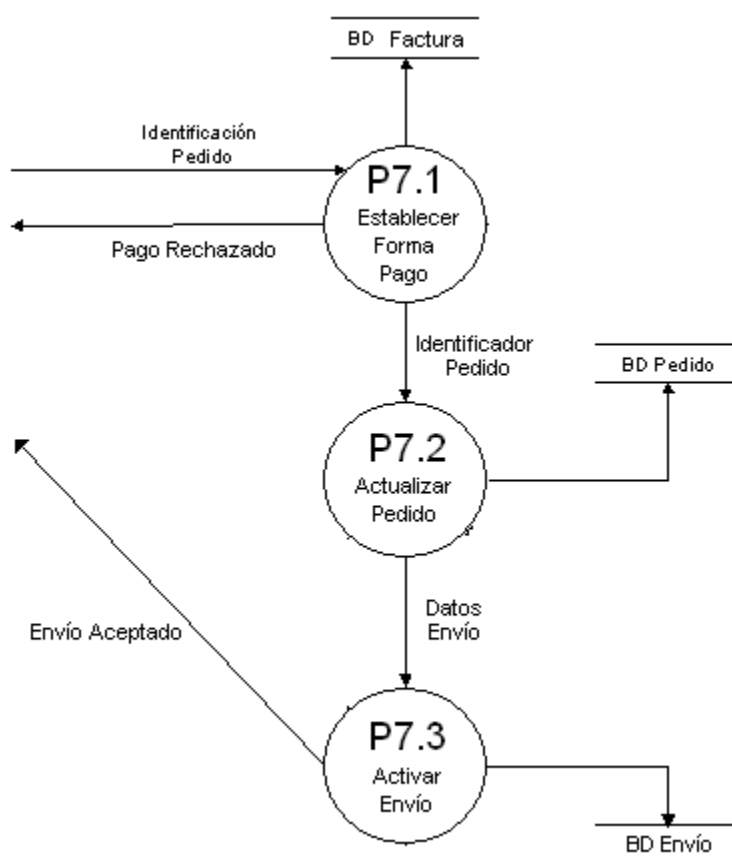 BD Factura
Identificación
Pedido
P7.1
Establecer
Forma
Pago
Pago Rechazado
Identificador
Pedido
BD Pedido
P7.2
Actualizar
Pedido
Datos
Envío
Envío Aceptado
P7.3
Activar
Envío
BD Envío